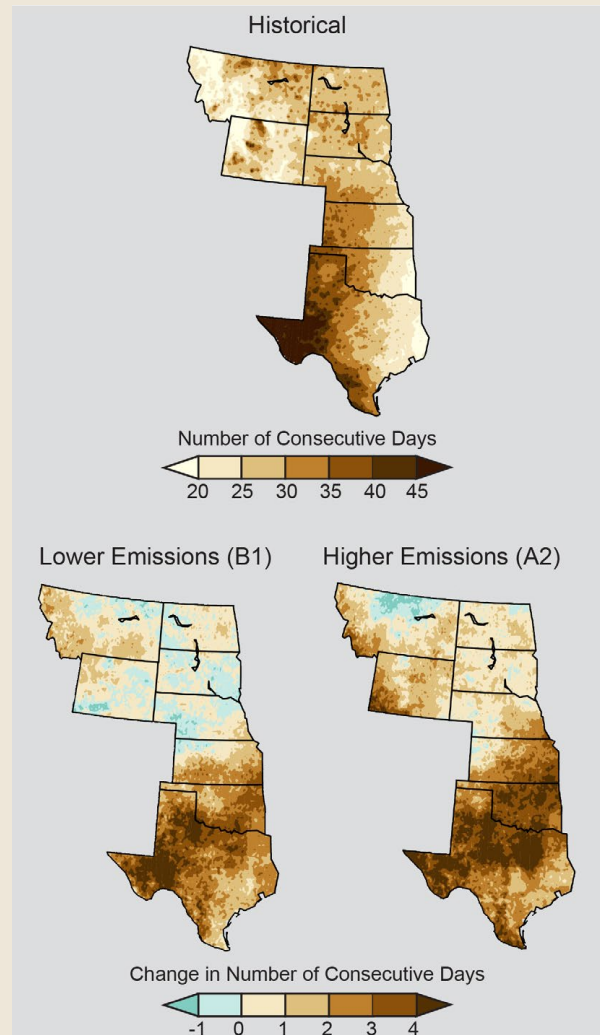 Historical
Number of Consecutive Days
20 25 30 35 40 45
Lower Emissions (B1) Higher Emissions (A2)
Change in Number of Consecutive Days
-1 0 1 2 3 4